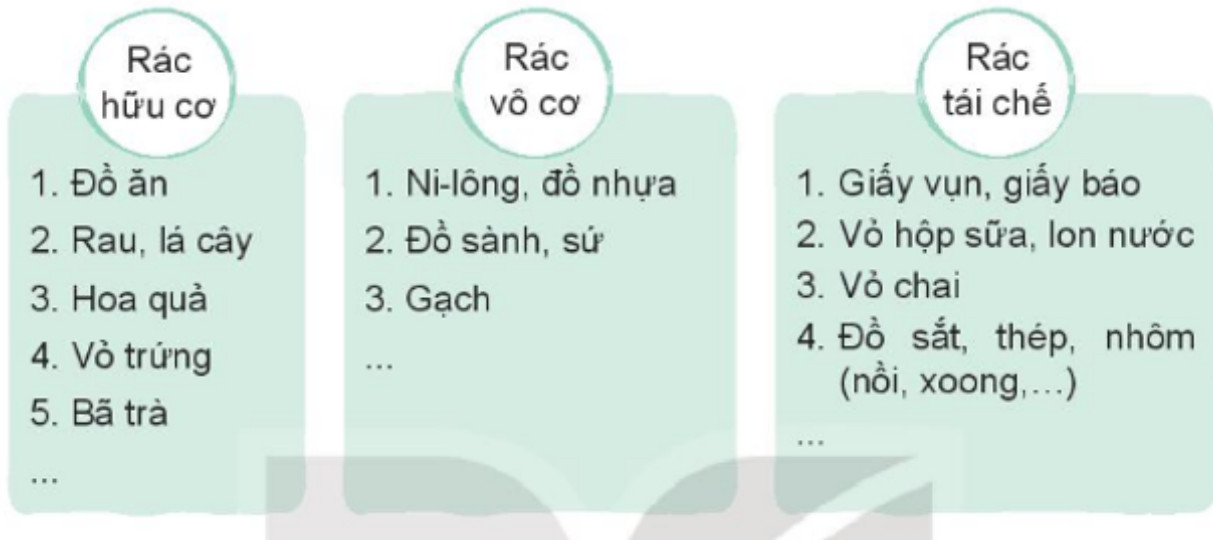 Rác
hữu cơ
1. Đồ ăn
2. Rau, lá cây
3. Hoa quả
4. Vỏ trứng
5. Bã trà
...
Rác
vô cơ
1. Ni-lông, đồ nhựa
2. Đồ sành, sứ
3. Gạch
...
Rác
tái chế
1. Giấy vụn, giấy báo
2. Vỏ hộp sữa, lon nước
3. Vỏ chai
4. Đồ sắt, thép, nhôm
(nồi, xoong,...)
...